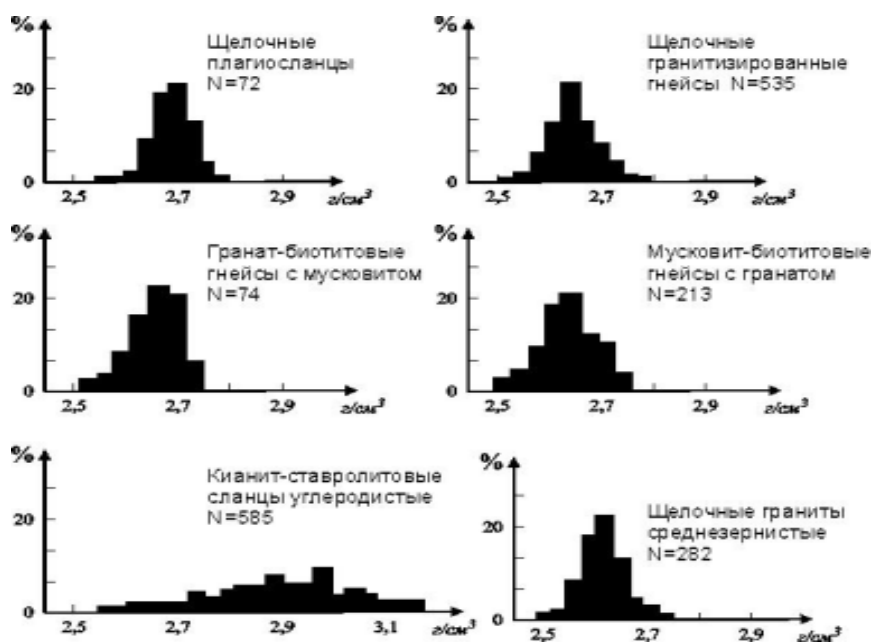 %
Щелочные
плагиосланцы
N=72
20
0
2,5 2,7 2,9 г/см³
%
Щелочные
гранитизированные
гнейсы N=535
20
0
2,5 2,7 2,9 г/см³
%
Гранат-биотитовые
гнейсы с мусковитом
N=74
20
0
2,5 2,7 2,9 г/см³
%
Мусковит-биотитовые
гнейсы с гранатом
N=213
20
0
2,5 2,7 2,9 г/см³
%
Кианит-ставролитовые
сланцы углеродистые
N=585
20
0
2,5 2,7 2,9 3,1 г/см³
%
Щелочные граниты
среднезернистые
N=282
20
0
2,5 2,7 2,9 г/см³